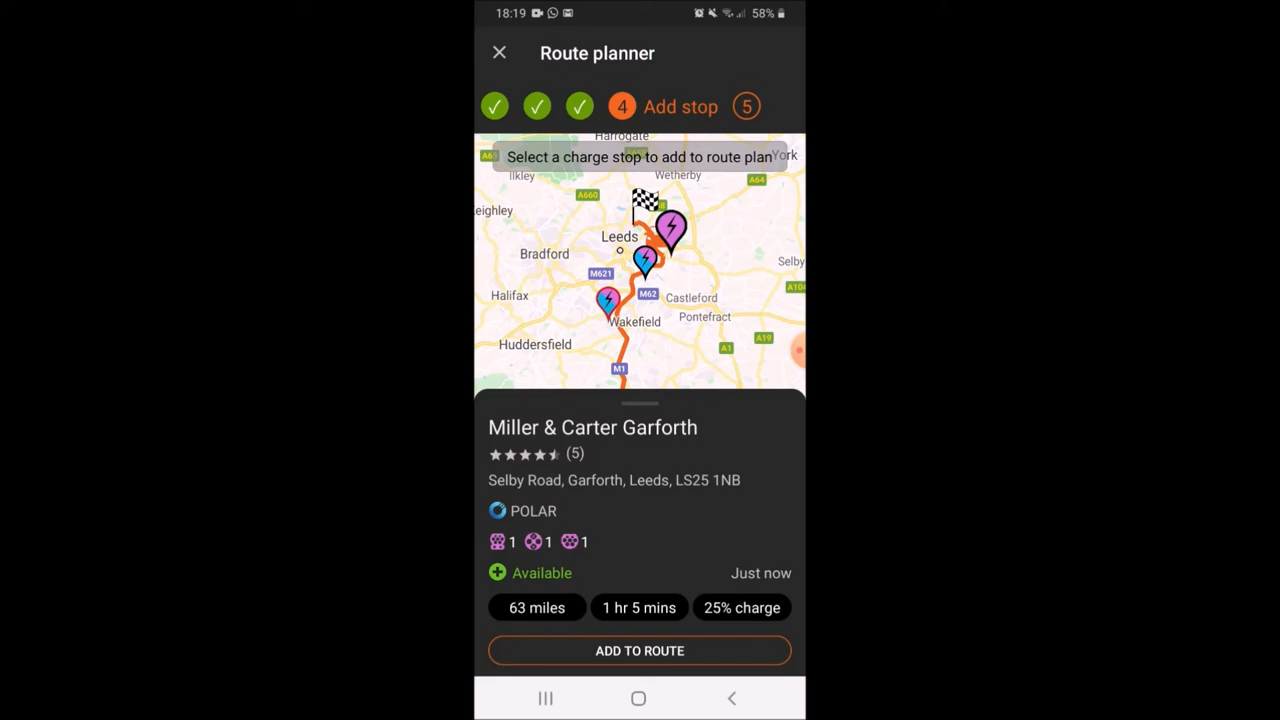 18:19
58%
Route planner
4 Add stop 5
Harrogate
Select a charge stop to add to route plan
York
Ilkley
Wetherby
A64
A660
Keighley
Leeds
Bradford
Selby
M621
Halifax
M62
Castleford
Wakefield
Pontefract
Huddersfield
A19
A1
M1
Miller & Carter Garforth
(5)
Selby Road, Garforth, Leeds, LS25 1NB
POLAR
1 1 1
Available Just now
63 miles 1 hr 5 mins 25% charge
ADD TO ROUTE